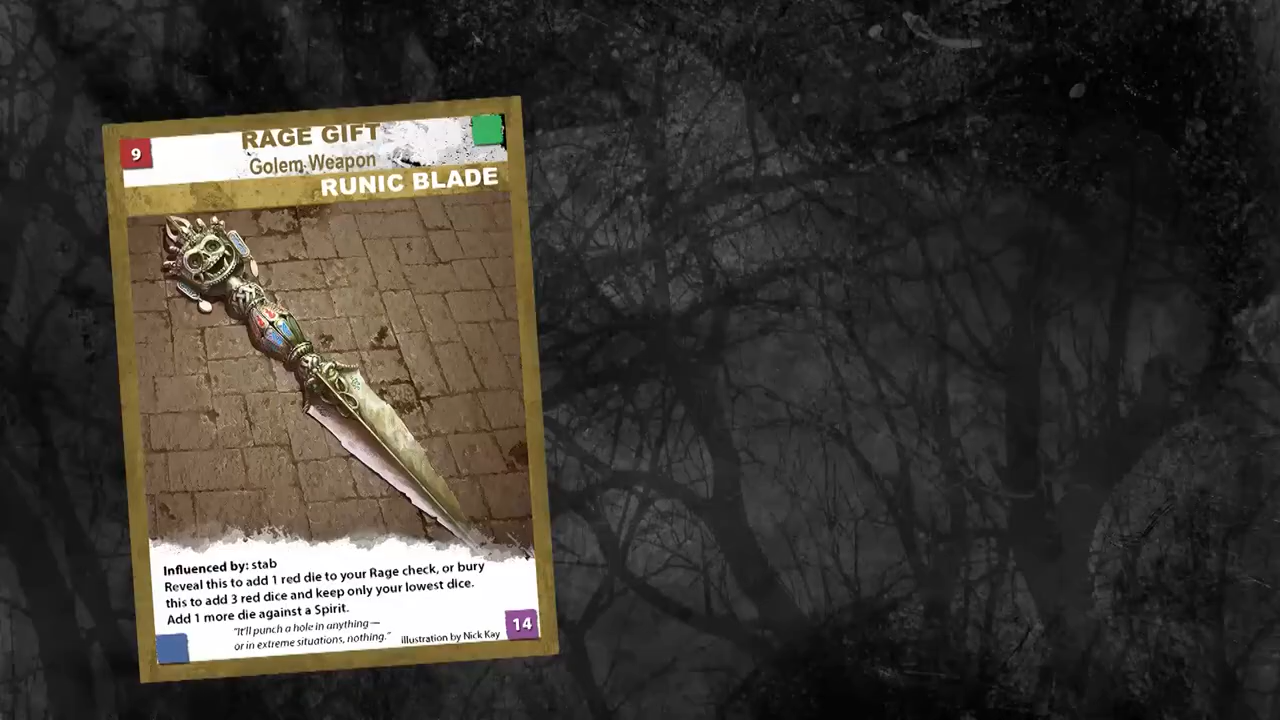 RAGE GIFT
9
Golem Weapon
RUNIC BLADE
Influenced by: stab
Reveal this to add 1 red die to your Rage check, or bury
this to add 3 red dice and keep only your lowest dice.
Add 1 more die against a Spirit.
"It'll punch a hole in anything—
or in extreme situations, nothing."
illustration by Nick Kay
14